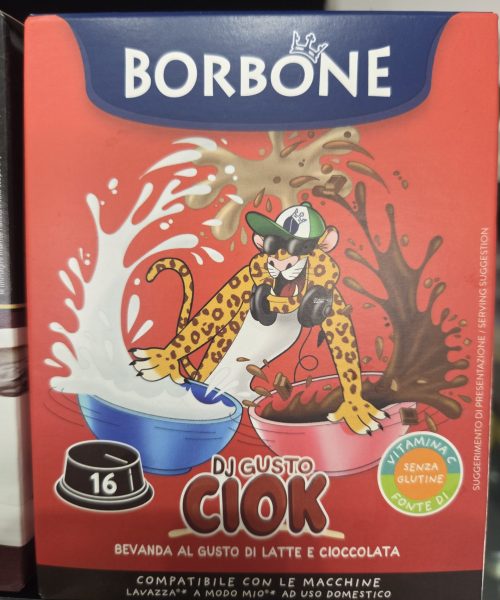 BORBONE
DJ GUSTO
CIOK
16
VITAMINA C
SENZA
GLUTINE
FONTE DI
BEVANDA AL GUSTO DI LATTE E CIOCCOLATA
COMPATIBILE CON LE MACCHINE
LAVAZZA®* A MODO MIO®* AD USO DOMESTICO
SUGGERIMENTO DI PRESENTAZIONE / SERVING SUGGESTION